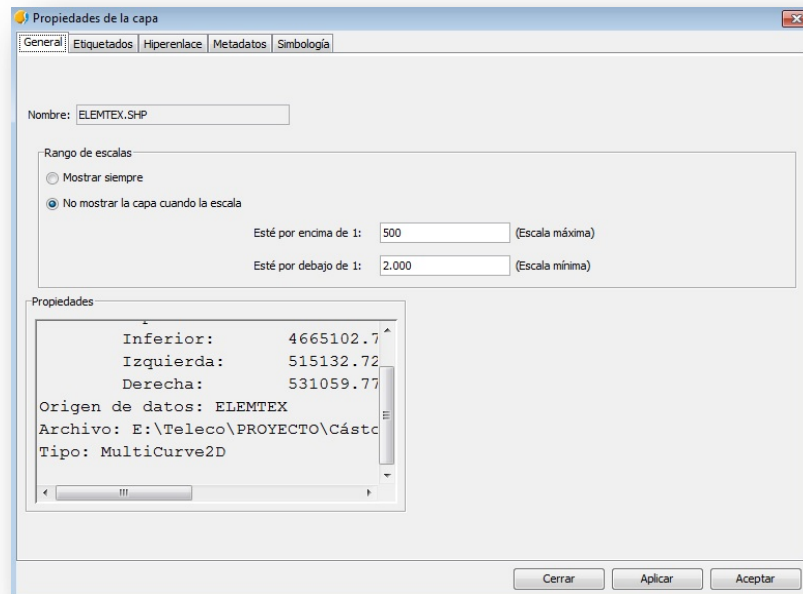 Propiedades de la capa
General Etiquetados Hiperenlace Metadatos Simbología
Nombre: ELEMTEX.SHP
Rango de escalas
Mostrar siempre
No mostrar la capa cuando la escala
Esté por encima de 1: 500 (Escala máxima)
Esté por debajo de 1: 2.000 (Escala mínima)
Propiedades
Inferior: 4665102.7
Izquierda: 515132.72
Derecha: 531059.77
Origen de datos: ELEMTEX
Archivo: E:\Teleco\PROYECTO\Cásto
Tipo: MultiCurve2D
Cerrar Aplicar Aceptar